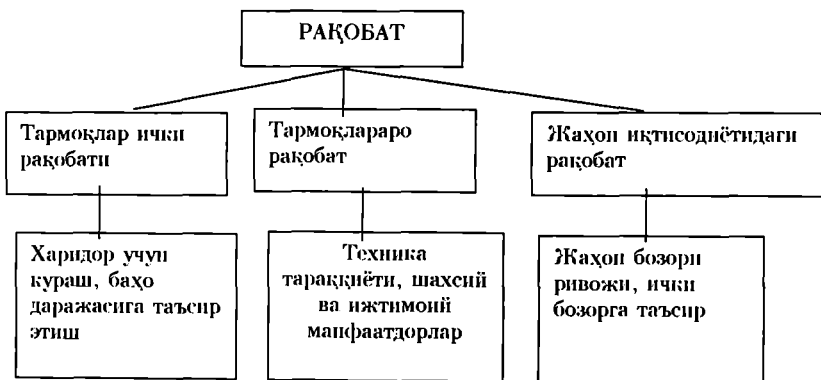 РАҚОБАТ
Тармоқлар ички
рақобати
Тармоқлараро
рақобат
Жаҳон иқтисодиётидаги
рақобат
Харидор учун
кураш, баҳо
даражасига таъсир
этиш
Техника
тараққиёти, шахсий
ва ижтимоий
манфаатдорлар
Жаҳон бозори
ривожи, ички
бозорга таъсир